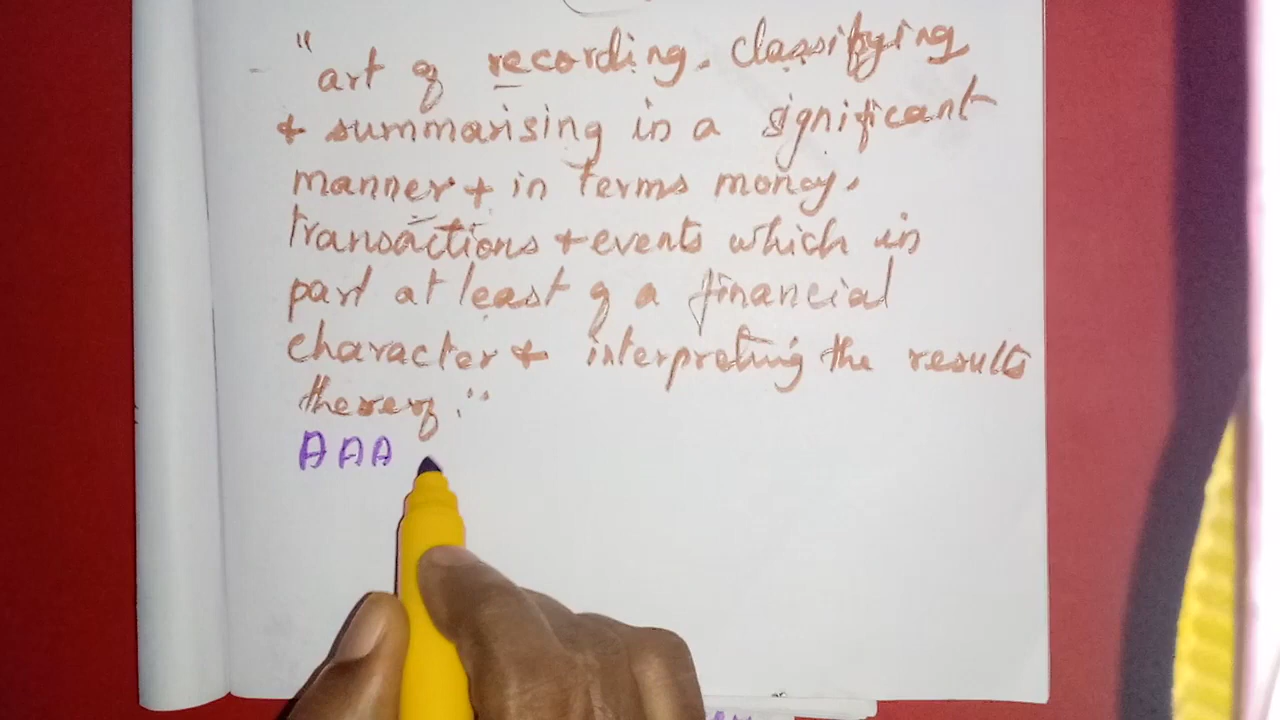 "art of recording, classifying
& summarising in a significant
manner & in terms money,
transactions & events which in
part at least of a financial
character & interpreting the results
thereof."
AAA